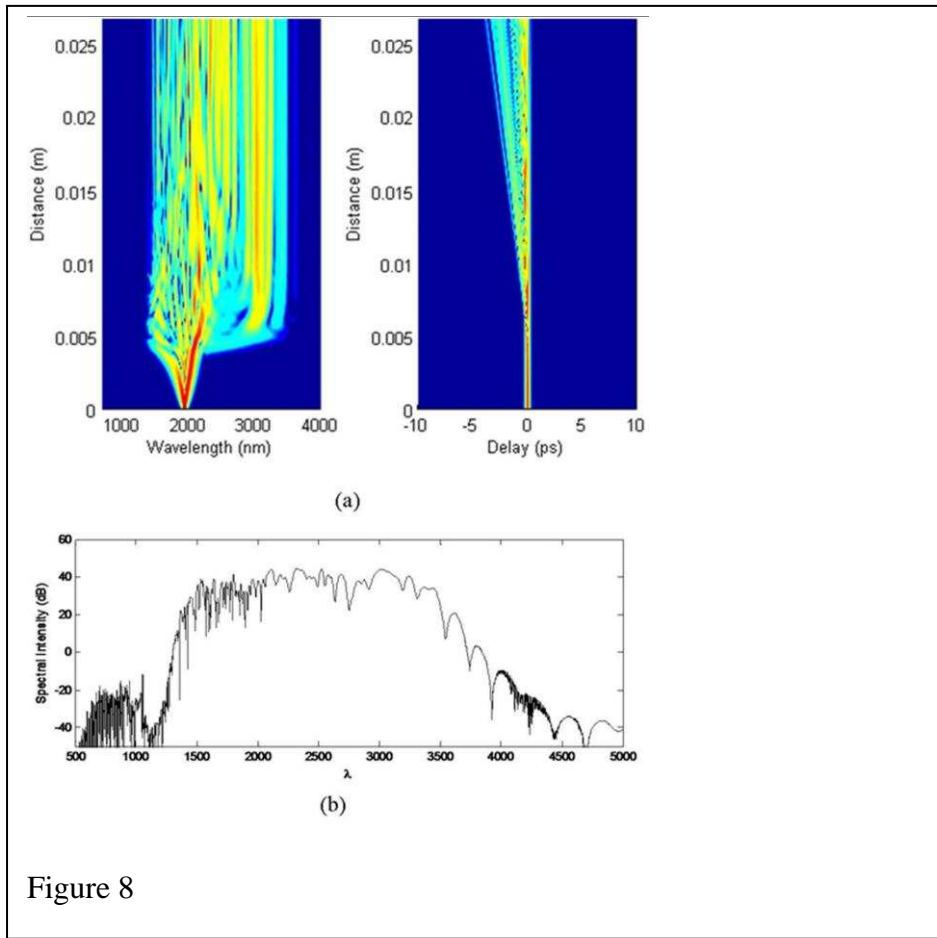 0.025
0.02
0.015
0.01
0.005
0
Distance (m)
1000 2000 3000 4000
Wavelength (nm)
0.025
0.02
0.015
0.01
0.005
0
Distance (m)
-10 -5 0 5 10
Delay (ps)
(a)
60
40
20
0
-20
-40
Spectral Intensity (dB)
500 1000 1500 2000 2500 3000 3500 4000 4500 5000
λ
(b)
Figure 8